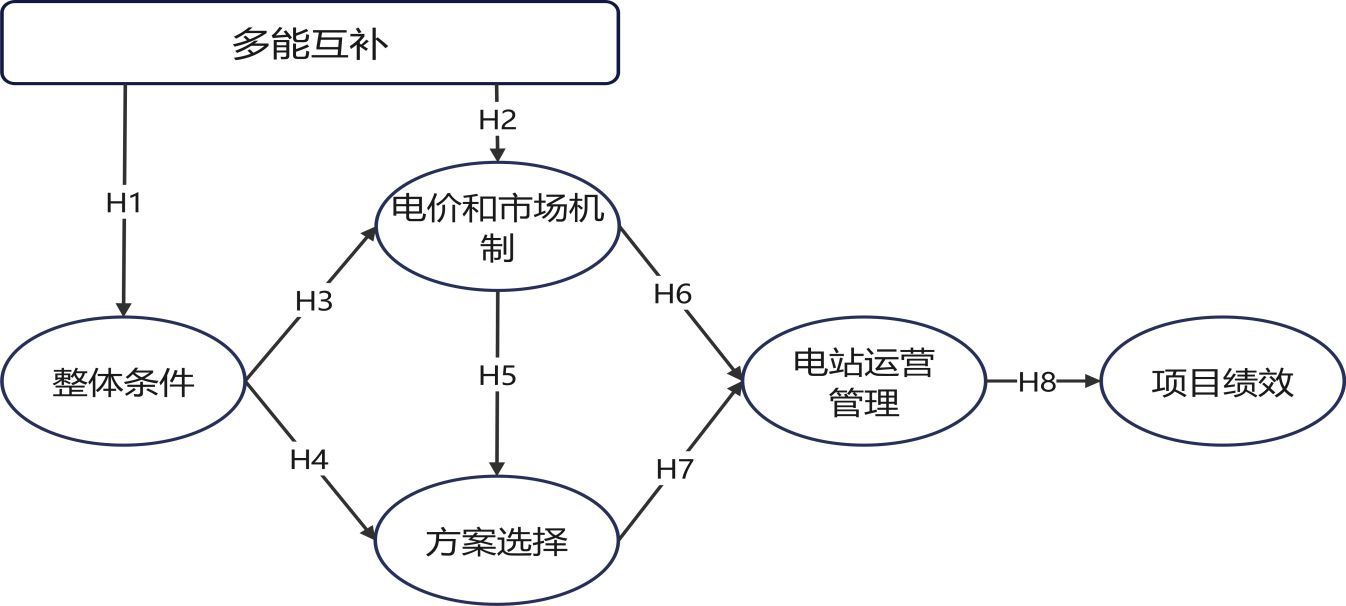 多能互补
H2
H1
电价和市场机
制
H3
H6
H5
整体条件
电站运营
管理
H8
项目绩效
H4
H7
方案选择